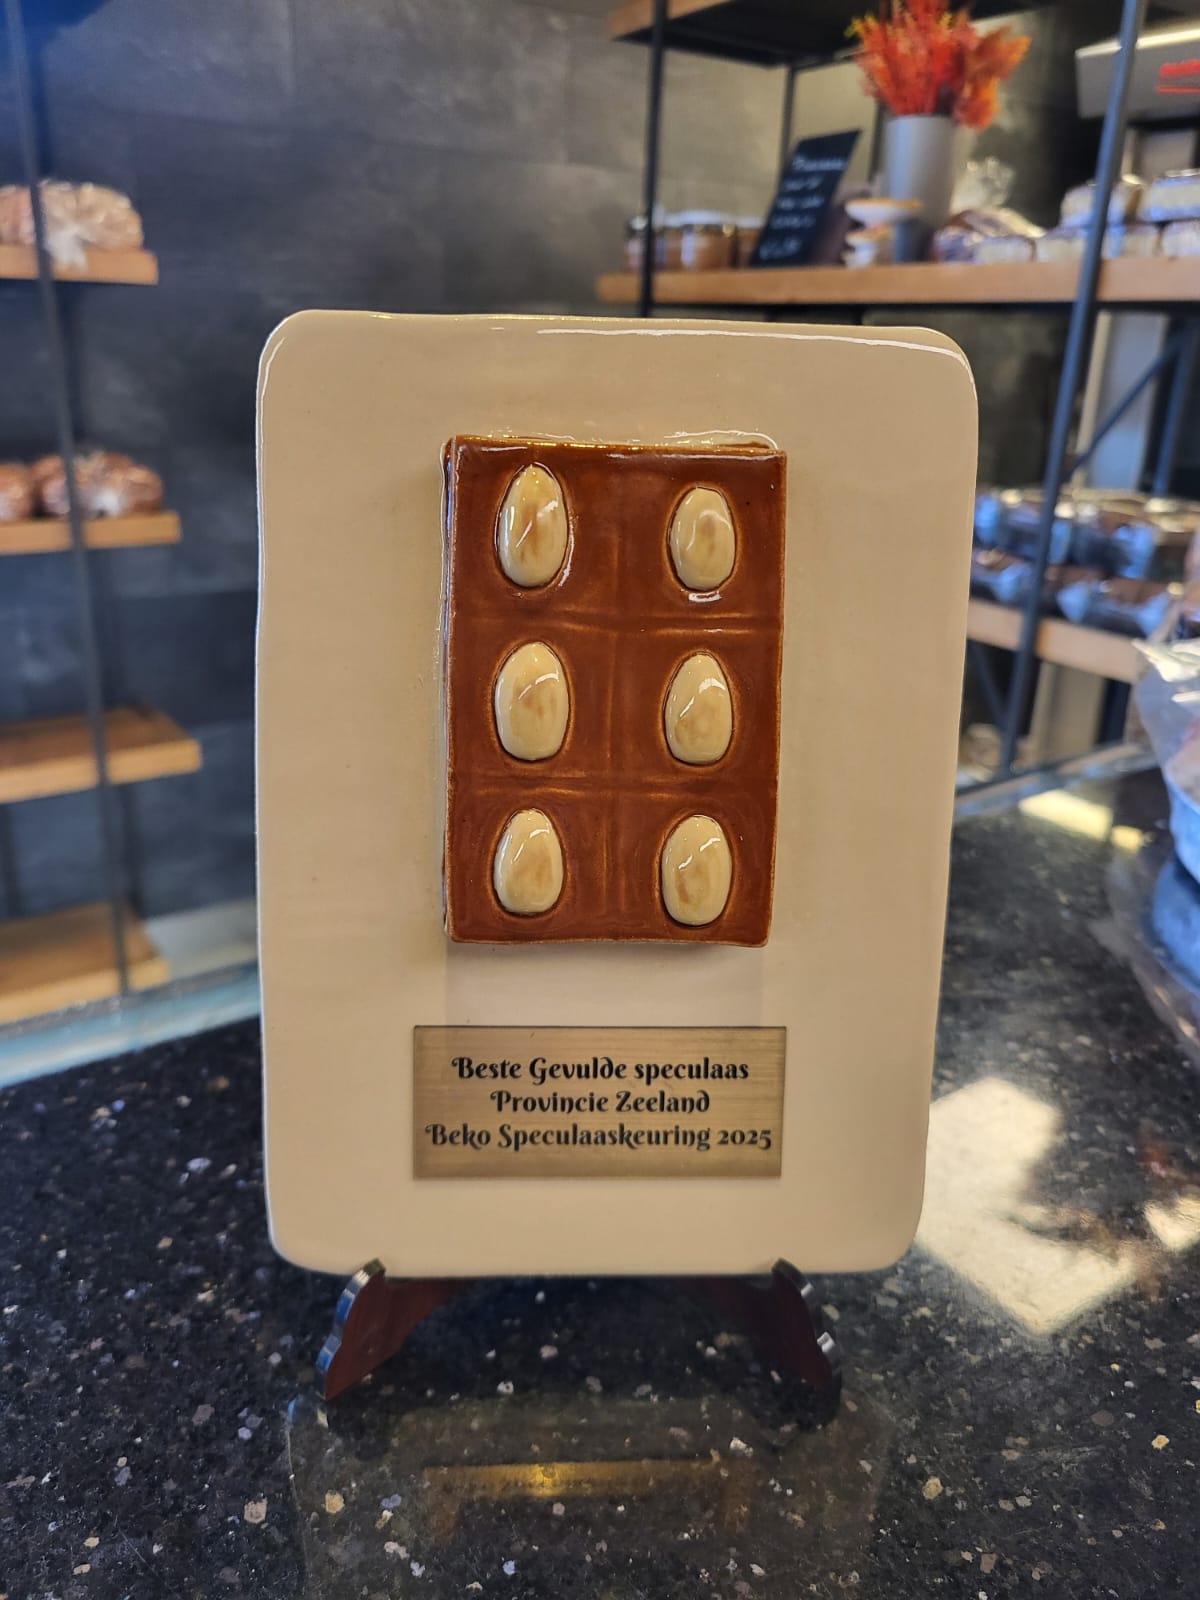 Beste Gevulde speculaas
Provincie Zeeland
Beko Speculaaskeuring 2025